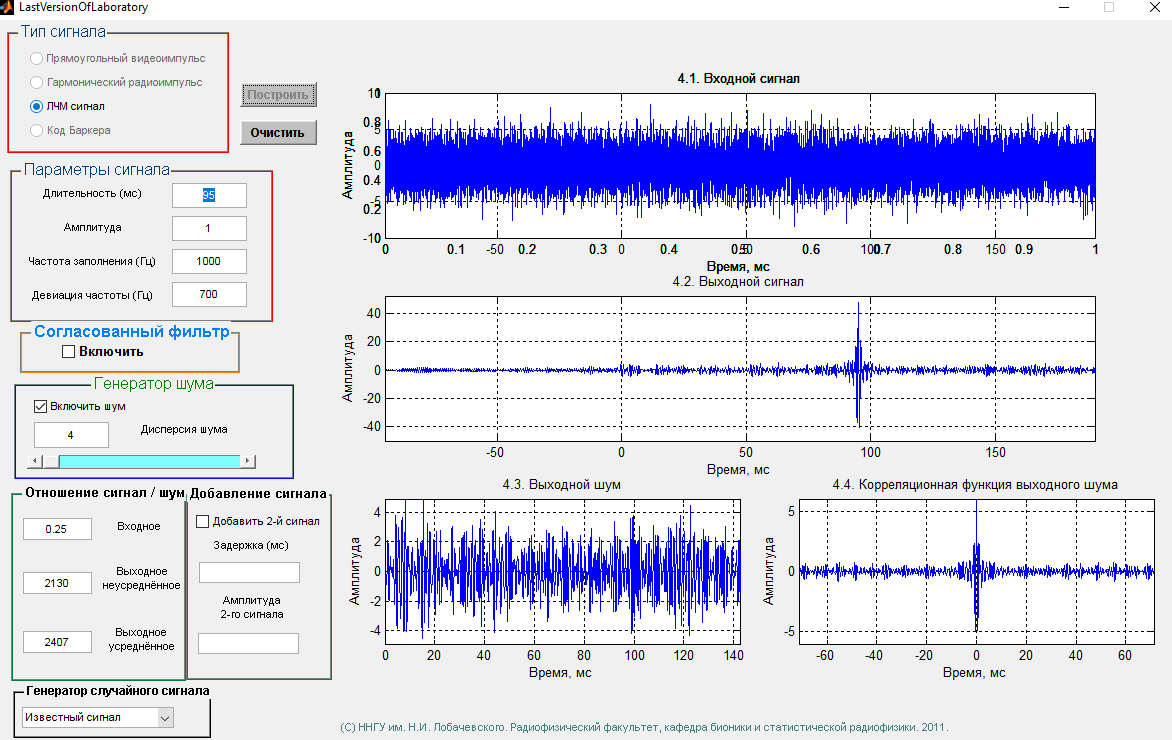 LastVersionOfLaboratory
Тип сигнала
Прямоугольный видеоимпульс
Гармонический радиоимпульс
ЛЧМ сигнал
Код Баркера
Построить
Очистить
Параметры сигнала
Длительность (мс)
95
Амплитуда
1
Частота заполнения (Гц)
1000
Девиация частоты (Гц)
700
Согласованный фильтр
Включить
Генератор шума
Включить шум
4
Дисперсия шума
Отношение сигнал / шум
0.25
Входное
2130
Выходное
неусреднённое
2407
Выходное
усреднённое
Добавление сигнала
Добавить 2-й сигнал
Задержка (мс)
Амплитуда
2-го сигнала
Генератор случайного сигнала
Известный сигнал
4.1. Входной сигнал
Амплитуда
10
0.8
5
0.6
0
0.4
0.2
-10
0 0.1 -50 0.2 0.3 0 0.4 0.5 0.6 100 0.7 0.8 150 0.9 1
Время, мс
4.2. Выходной сигнал
Амплитуда
40
20
0
-20
-40
-50 0 50 100 150
Время, мс
4.3. Выходной шум
Амплитуда
4
2
0
-2
-4
0 20 40 60 80 100 120 140
Время, мс
4.4. Корреляционная функция выходного шума
Амплитуда
5
0
-5
-60 -40 -20 0 20 40 60
Время, мс
(С) ННГУ им. Н.И. Лобачевского. Радиофизический факультет, кафедра бионики и статистической радиофизики. 2011.